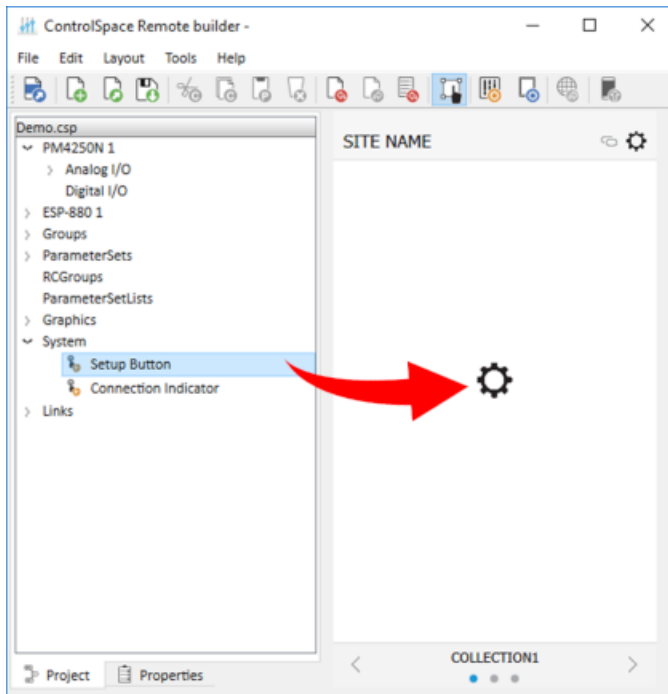 ControlSpace Remote builder -
File Edit Layout Tools Help
Demo.csp
PM4250N 1
Analog I/O
Digital I/O
ESP-880 1
Groups
ParameterSets
RCGroups
ParameterSetLists
Graphics
System
Setup Button
Connection Indicator
Links
Project Properties
SITE NAME
COLLECTION1